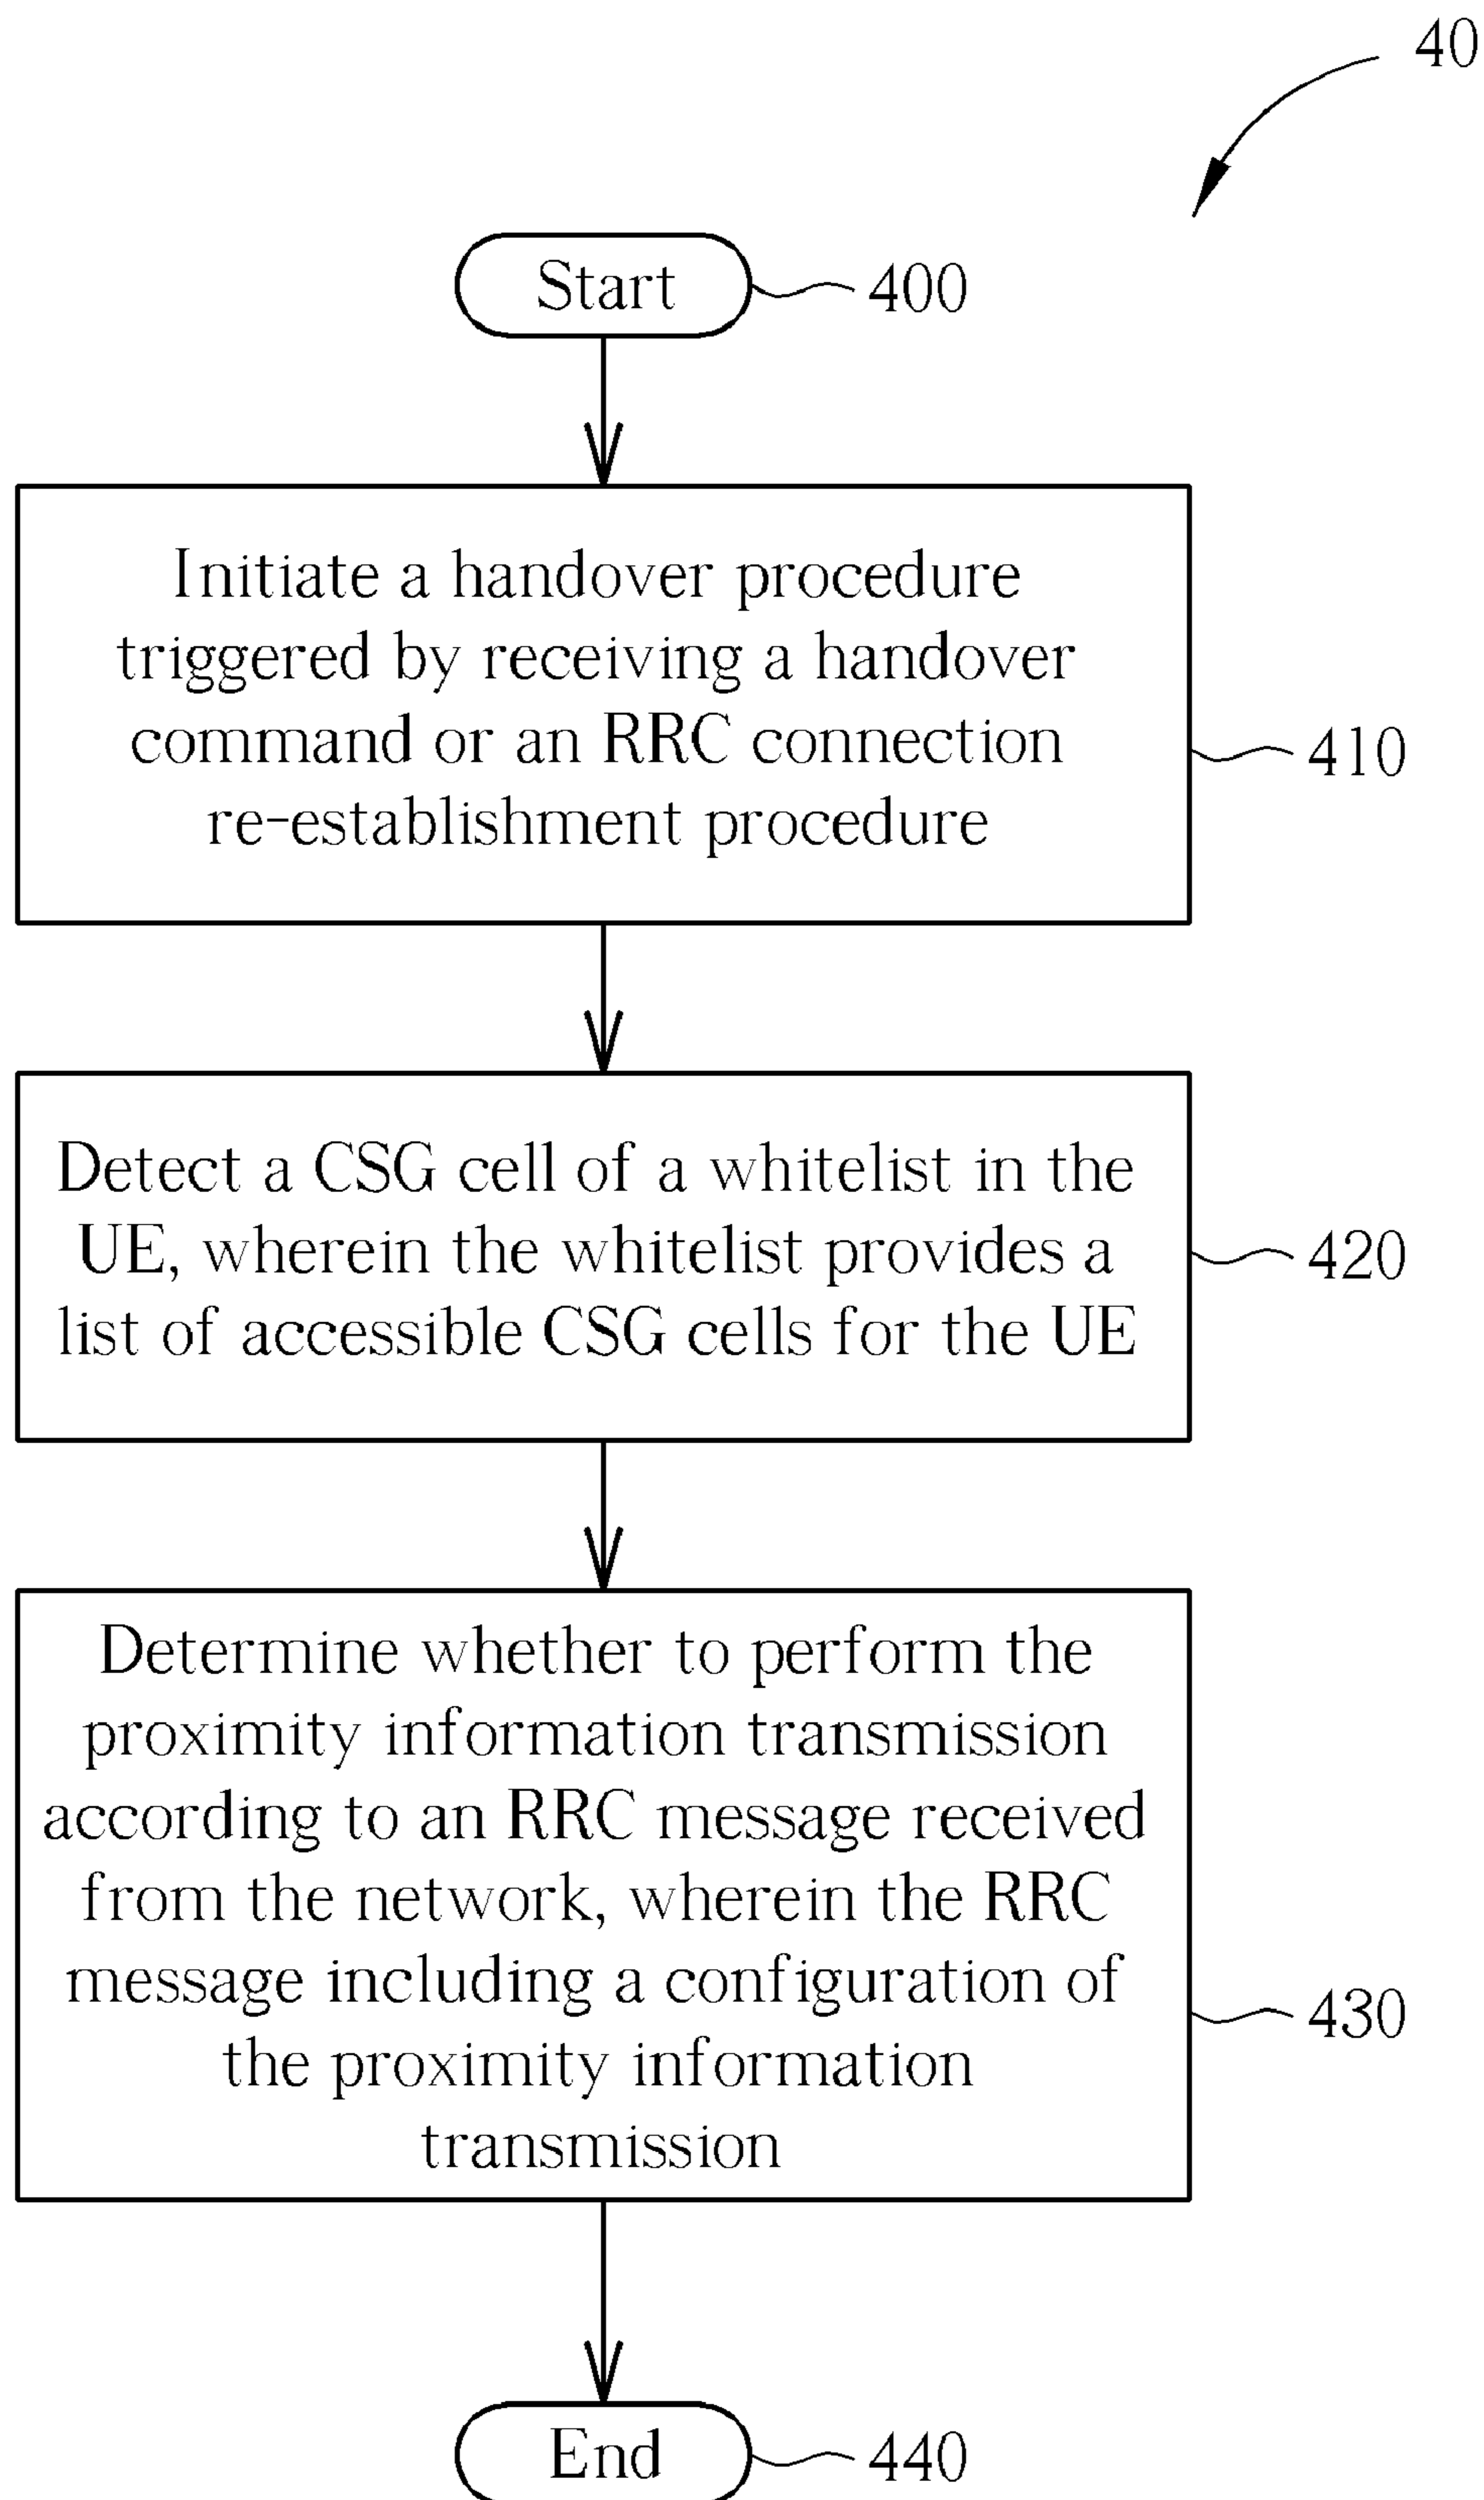 40
Start
400
Initiate a handover procedure
triggered by receiving a handover
command or an RRC connection
re-establishment procedure
410
Detect a CSG cell of a whitelist in the
UE, wherein the whitelist provides a
list of accessible CSG cells for the UE
420
Determine whether to perform the
proximity information transmission
according to an RRC message received
from the network, wherein the RRC
message including a configuration of
the proximity information
transmission
430
End
440